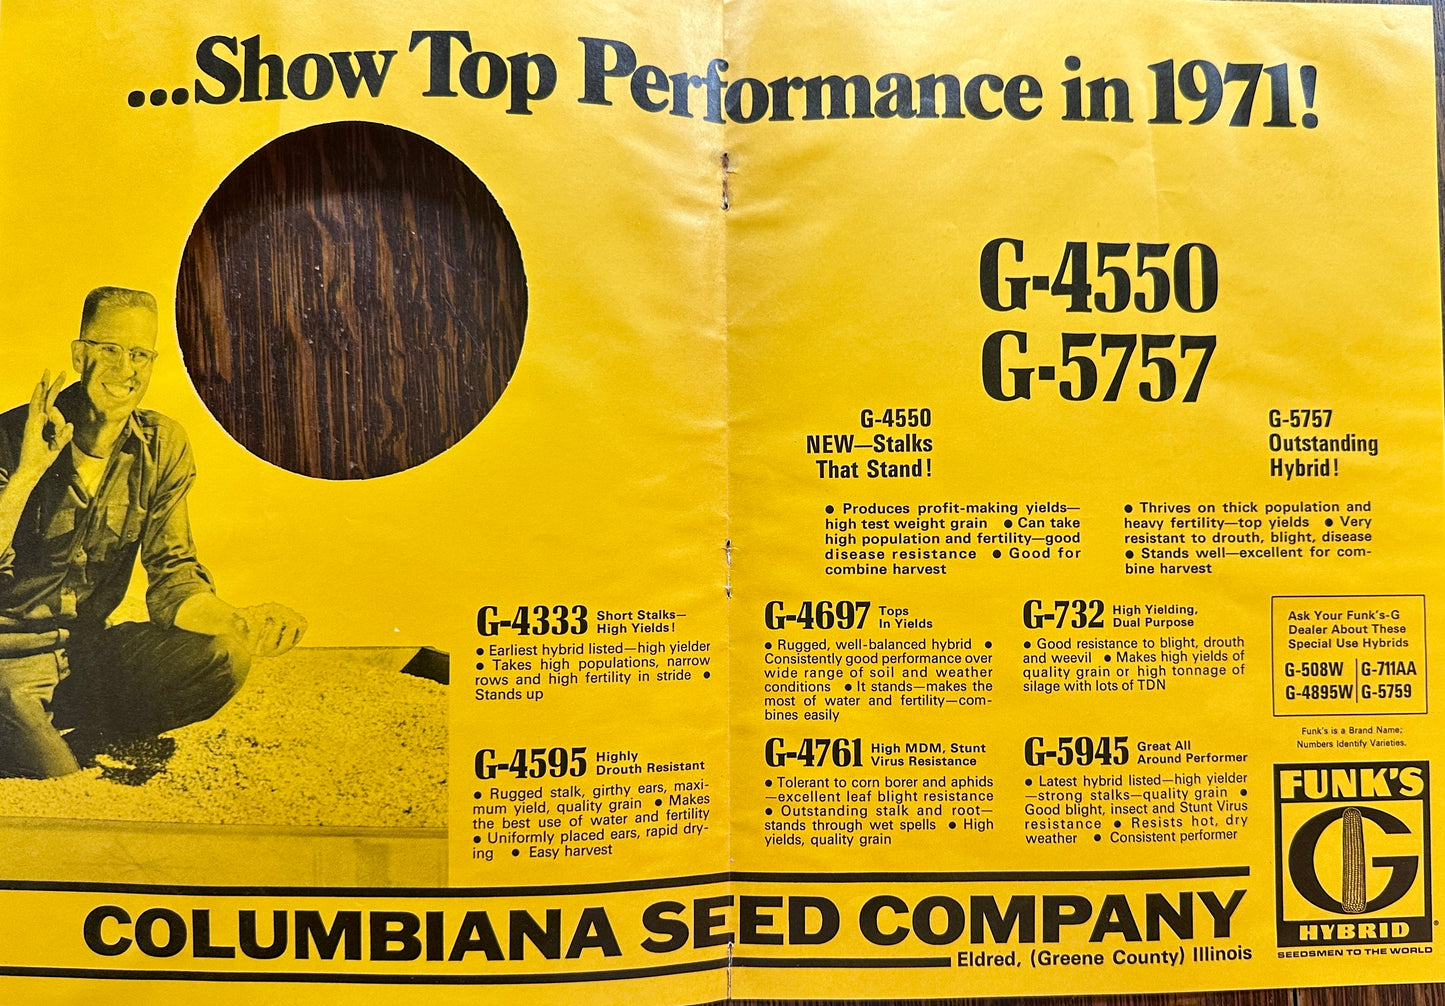 ...Show Top Performance in 1971!
G-4550
G-5757
G-4550
NEW—Stalks
That Stand!
● Produces profit-making yields—
high test weight grain ● Can take
high population and fertility—good
disease resistance ● Good for
combine harvest
G-5757
Outstanding
Hybrid!
● Thrives on thick population and
heavy fertility—top yields ● Very
resistant to drouth, blight, disease
● Stands well—excellent for com-
bine harvest
G-4333 Short Stalks—
High Yields!
● Earliest hybrid listed—high yielder
● Takes high populations, narrow
rows and high fertility in stride ●
Stands up
G-4595 Highly
Drouth Resistant
● Rugged stalk, girthy ears, maxi-
mum yield, quality grain ● Makes
the best use of water and fertility
● Uniformly placed ears, rapid dry-
ing ● Easy harvest
G-4697 Tops
In Yields
● Rugged, well-balanced hybrid ●
Consistently good performance over
wide range of soil and weather
conditions ● It stands—makes the
most of water and fertility—com-
bines easily
G-4761 High MDM, Stunt
Virus Resistance
● Tolerant to corn borer and aphids
—excellent leaf blight resistance
● Outstanding stalk and root—
stands through wet spells ● High
yields, quality grain
G-732 High Yielding,
Dual Purpose
● Good resistance to blight, drouth
and weevil ● Makes high yields of
quality grain or high tonnage of
silage with lots of TDN
G-5945 Great All
Around Performer
● Latest hybrid listed—high yielder
—strong stalks—quality grain ●
Good blight, insect and Stunt Virus
resistance ● Resists hot, dry
weather ● Consistent performer
Ask Your Funk's-G
Dealer About These
Special Use Hybrids
G-508W | G-711AA
G-4895W | G-5759
Funk's is a Brand Name;
Numbers Identify Varieties.
FUNK'S
G
HYBRID
®
SEEDSMEN TO THE WORLD
COLUMBIANA SEED COMPANY
Eldred, (Greene County) Illinois